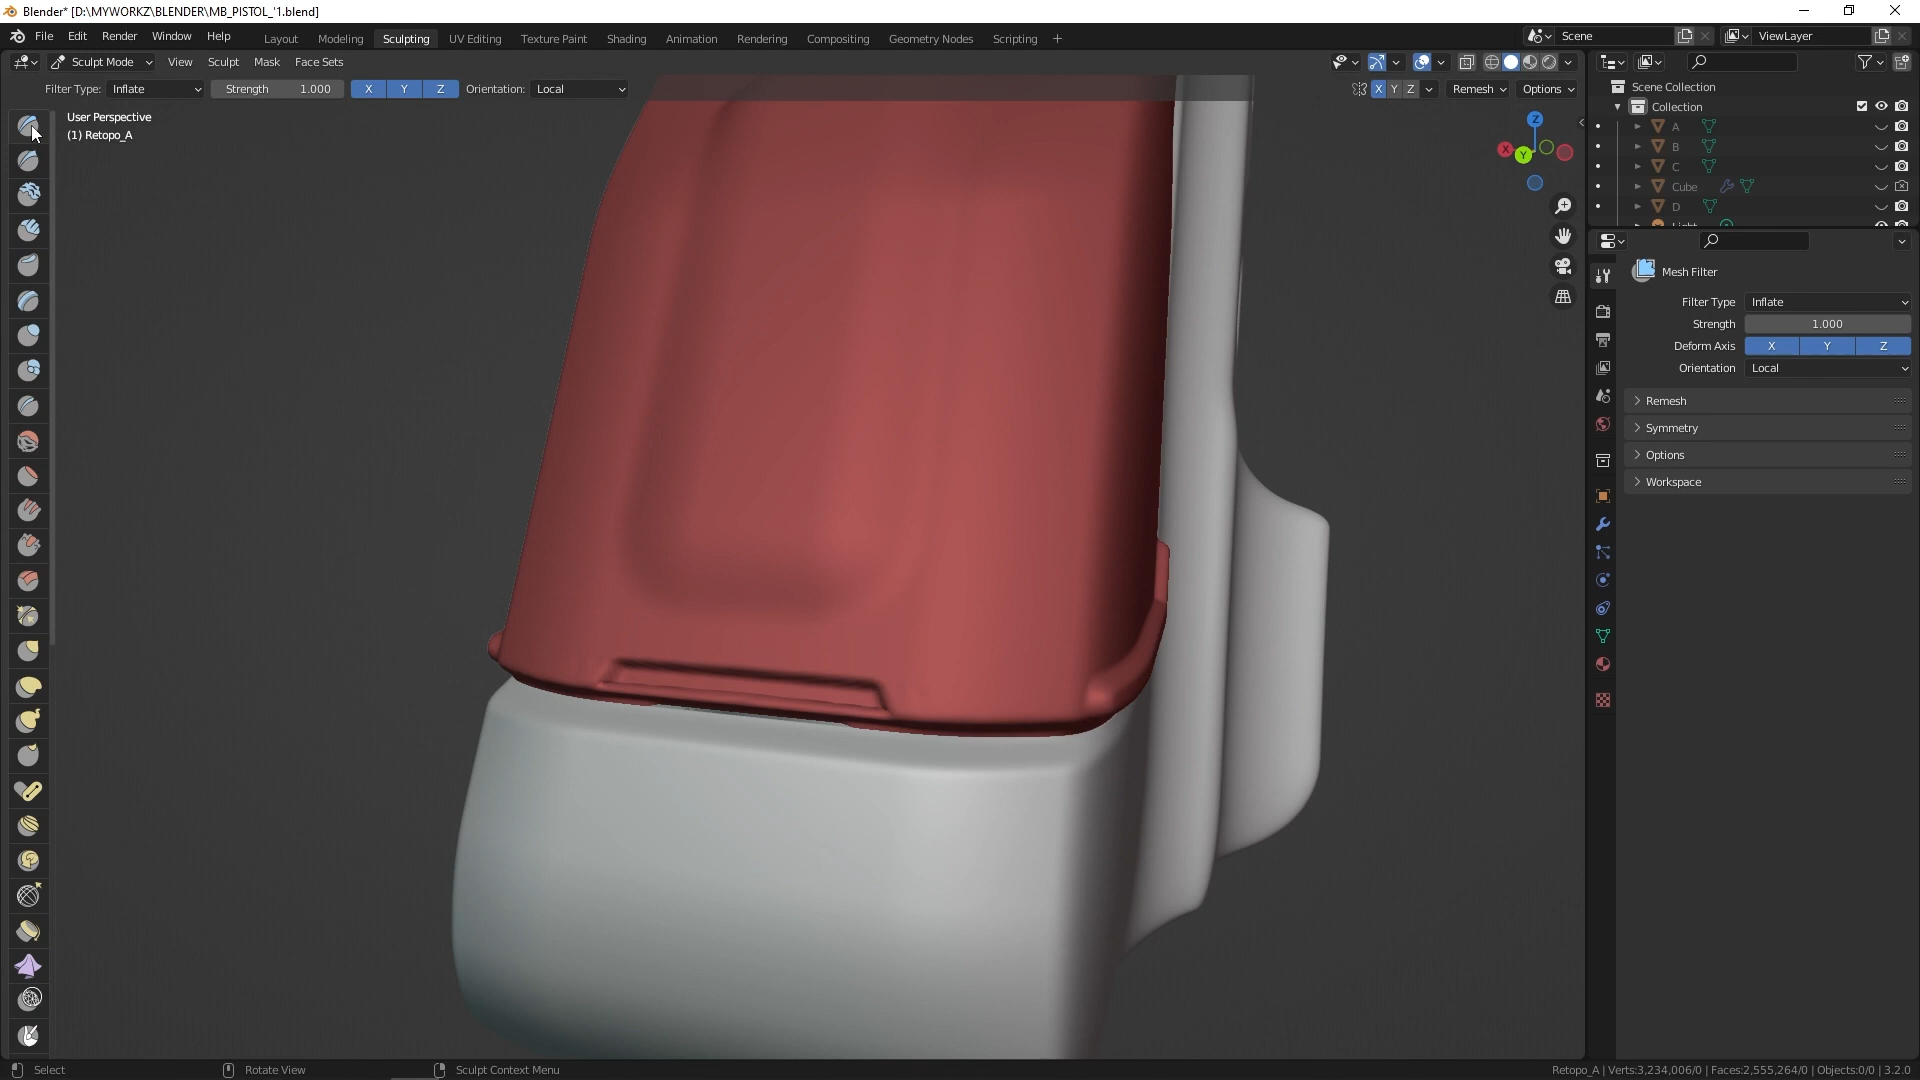 Blender* [D:\MYWORKZ\BLENDER\MB_PISTOL_'1.blend]
File Edit Render Window Help Layout Modeling Sculpting UV Editing Texture Paint Shading Animation Rendering Compositing Geometry Nodes Scripting + Scene ViewLayer
Sculpt Mode View Sculpt Mask Face Sets
Filter Type: Inflate Strength 1.000 X Y Z Orientation: Local X Y Z Remesh Options
User Perspective
(1) Retopo_A
Z
X Y
Scene Collection
Collection
A
B
C
Cube
D
Mesh Filter
Filter Type Inflate
Strength 1.000
Deform Axis X Y Z
Orientation Local
Remesh
Symmetry
Options
Workspace
Select Rotate View Sculpt Context Menu Retopo_A | Verts:3,234,006/0 | Faces:2,555,264/0 | Objects:0/0 | 3.2.0